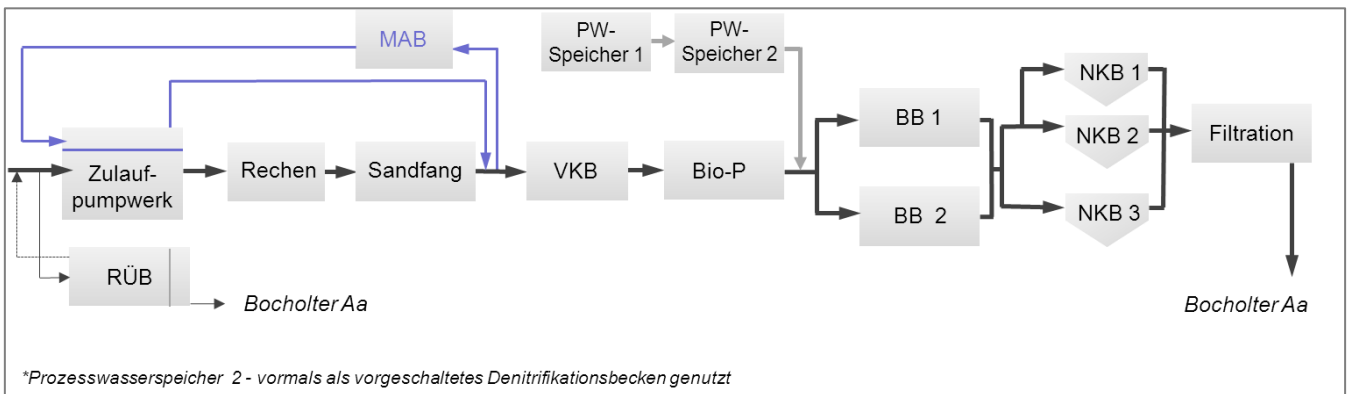 MAB
PW-
Speicher 1
PW-
Speicher 2
Zulauf-
pumpwerk
Rechen
Sandfang
VKB
Bio-P
BB 1
BB 2
NKB 1
NKB 2
NKB 3
Filtration
RÜB
Bocholter Aa
Bocholter Aa
*Prozesswasserspeicher 2 - vormals als vorgeschaltetes Denitrifikationsbecken genutzt